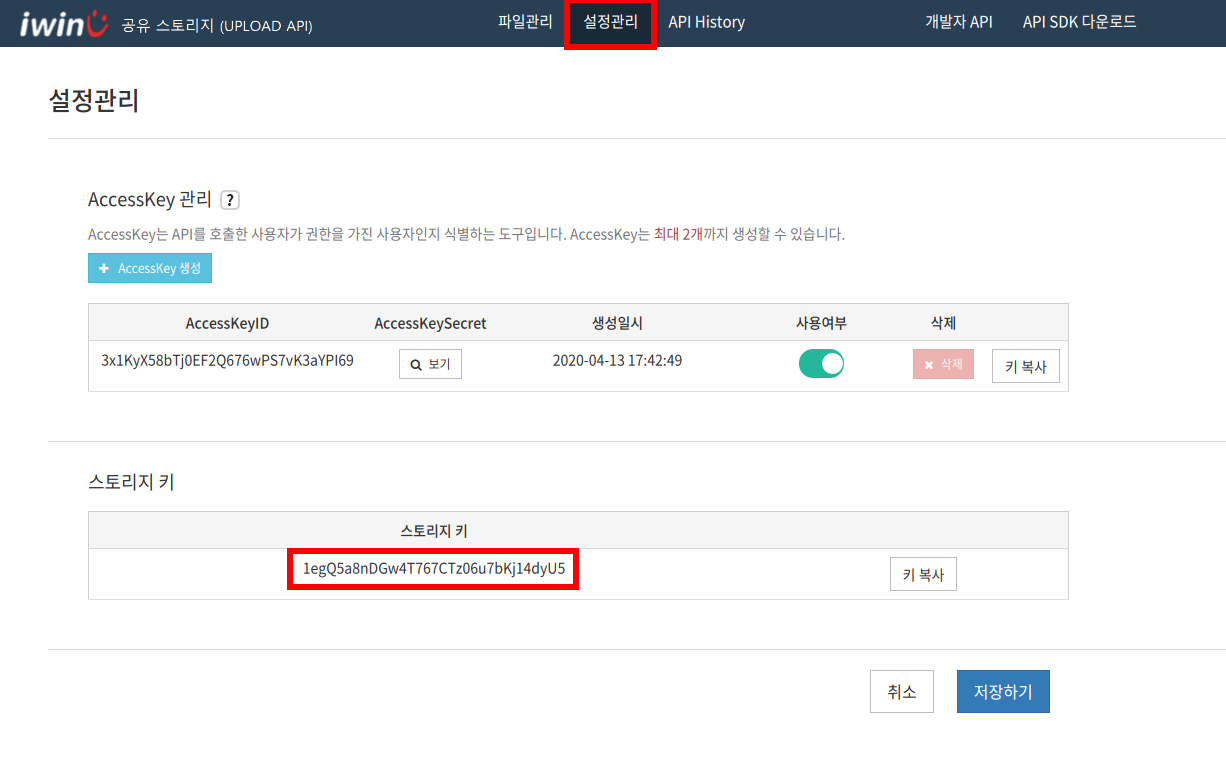 iwinU 공유 스토리지 (UPLOAD API) 파일관리 설정관리 API History 개발자 API API SDK 다운로드
설정관리
AccessKey 관리 ?
AccessKey는 API를 호출한 사용자가 권한을 가진 사용자인지 식별하는 도구입니다. AccessKey는 최대 2개까지 생성할 수 있습니다.
+ AccessKey 생성
AccessKeyID AccessKeySecret 생성일시 사용여부 삭제
3x1KyX58bTj0EF2Q676wPS7vK3aYPI69 보기 2020-04-13 17:42:49 삭제 키 복사
스토리지 키
스토리지 키
1egQ5a8nDGw4T767CTz06u7bKj14dyU5 키 복사
취소 저장하기